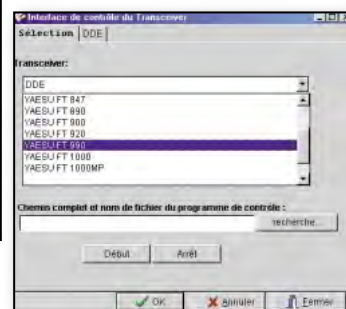 Interface de contrôle du Transceiver
Sélection DDE
Transceiver:
DDE
YAESU FT 847
YAESU FT 890
YAESU FT 900
YAESU FT 920
YAESU FT 990
YAESU FT 1000
YAESU FT 1000MP
Chemin complet et nom de fichier du programme de contrôle :
recherche...
Début Arrêt
OK Annuler Fermer